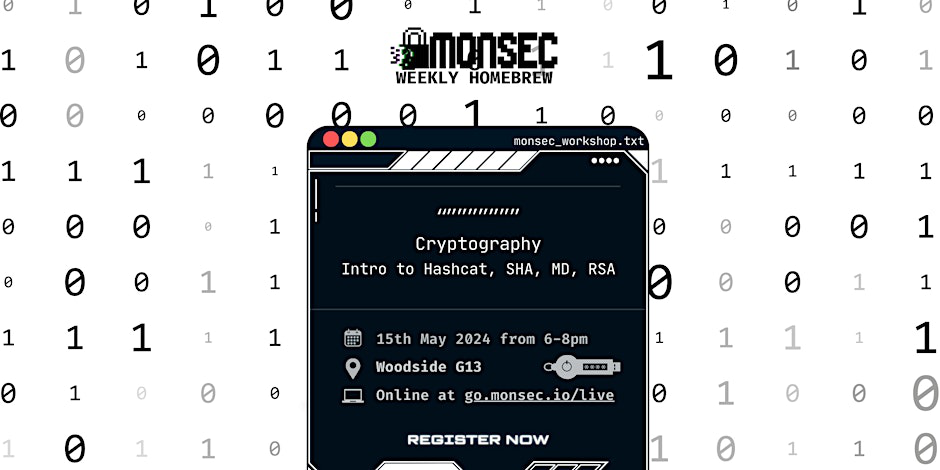 MONSEC
WEEKLY HOMEBREW
monsec_workshop.txt
Cryptography
Intro to Hashcat, SHA, MD, RSA
15th May 2024 from 6-8pm
Woodside G13
Online at go.monsec.io/live
REGISTER NOW